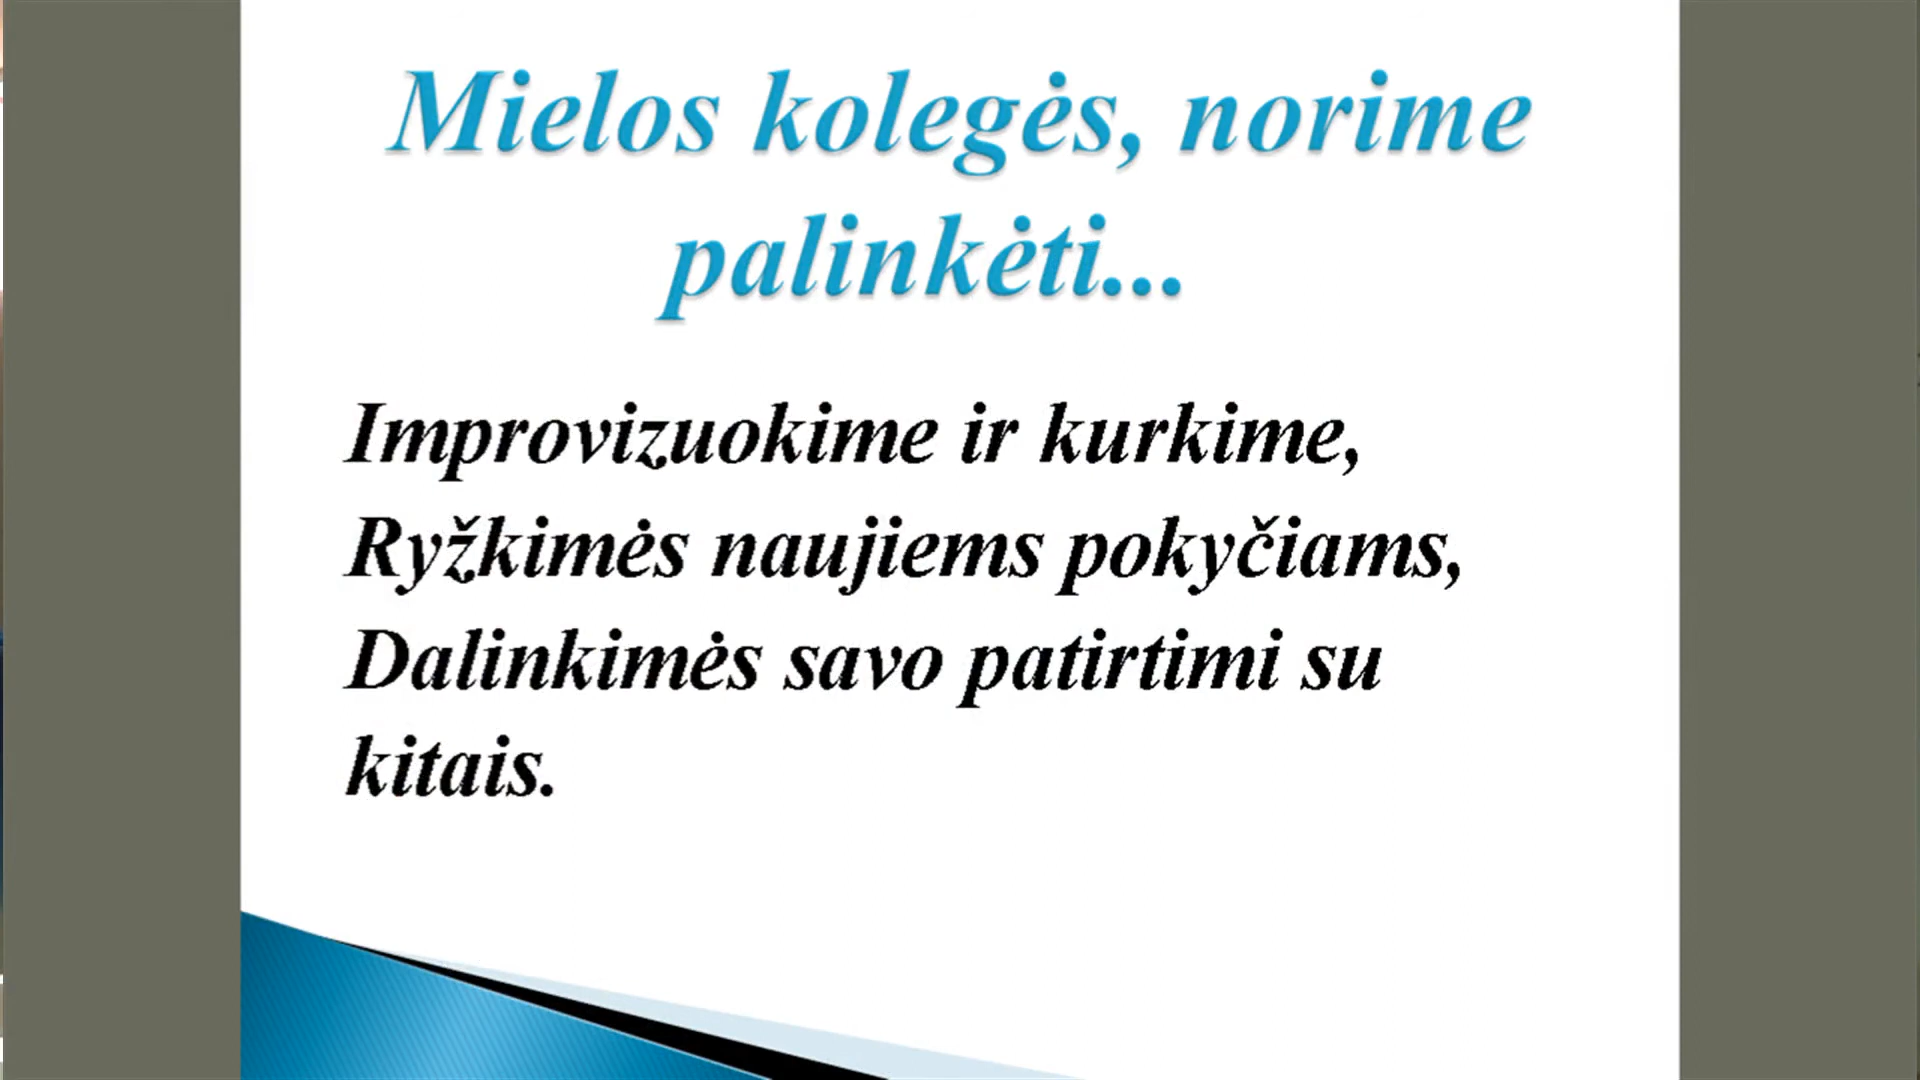 Mielos kolegės, norime
palinkėti...
Improvizuokime ir kurkime,
Ryžkimės naujiems pokyčiams,
Dalinkimės savo patirtimi su
kitais.